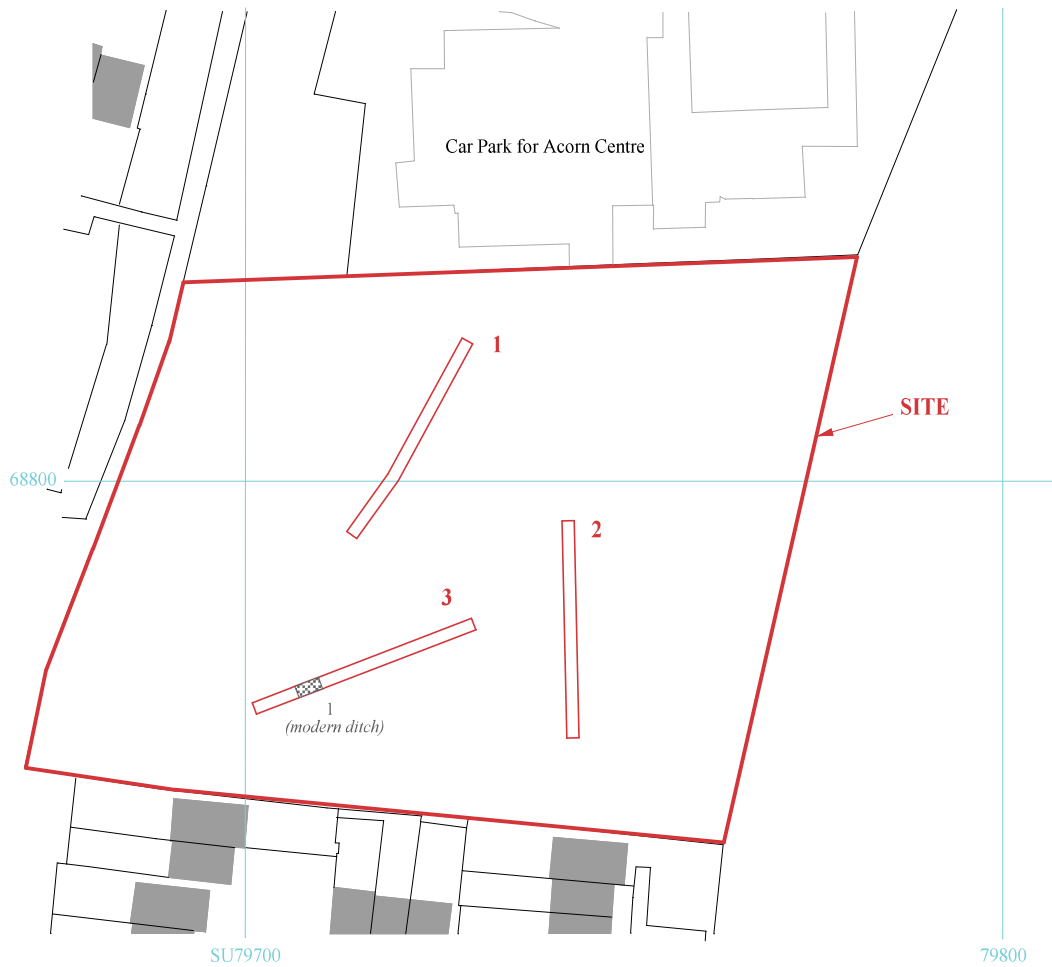 Car Park for Acorn Centre
1
SITE
68800
2
3
1
(modern ditch)
SU79700
79800